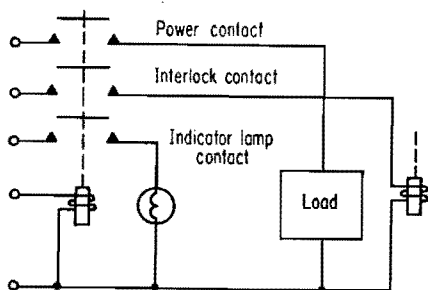 Power contact
Interlock contact
Indicator lamp
contact
Load